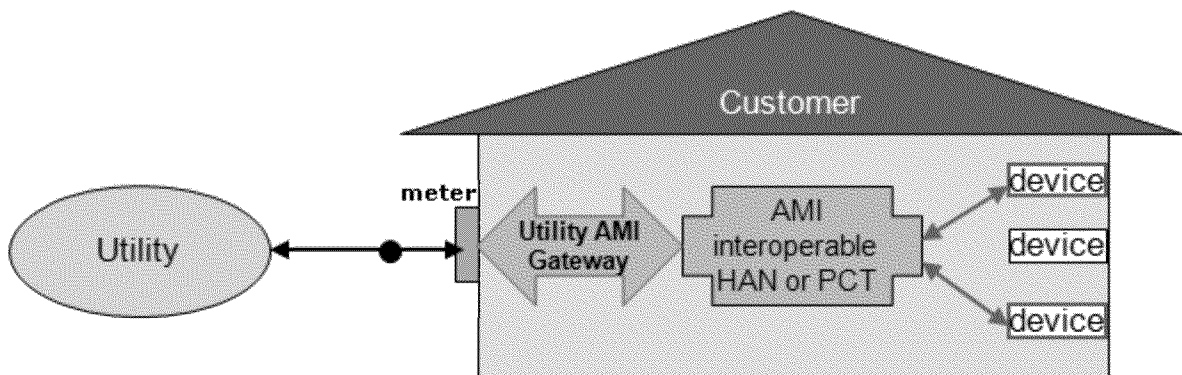 Customer
meter
Utility
Utility AMI
Gateway
AMI
interoperable
HAN or PCT
device
device
device